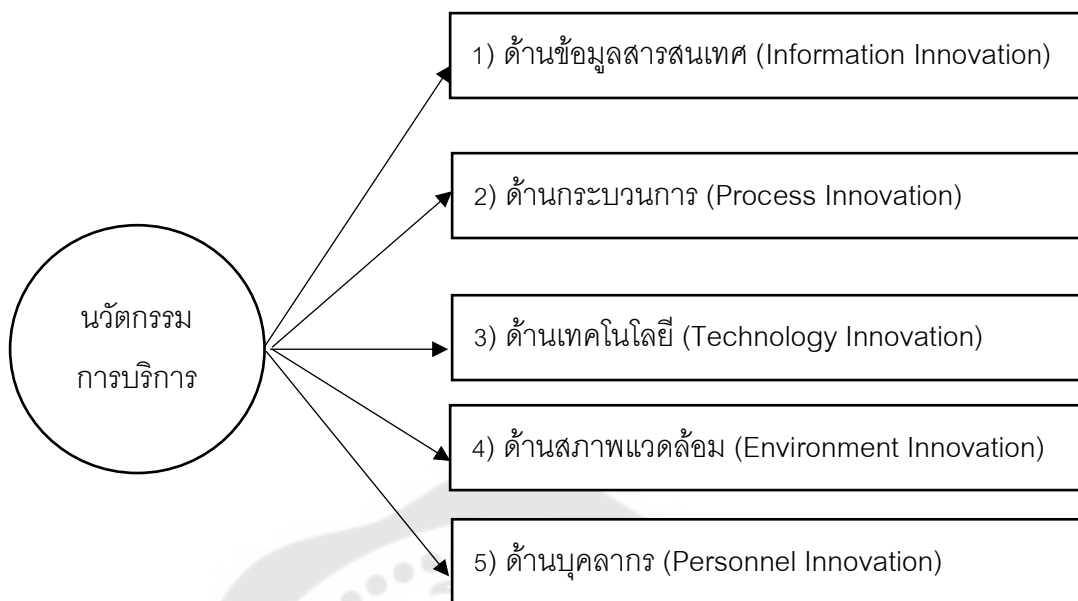 นวัตกรรม
การบริการ
1) ด้านข้อมูลสารสนเทศ (Information Innovation)
2) ด้านกระบวนการ (Process Innovation)
3) ด้านเทคโนโลยี (Technology Innovation)
4) ด้านสภาพแวดล้อม (Environment Innovation)
5) ด้านบุคลากร (Personnel Innovation)